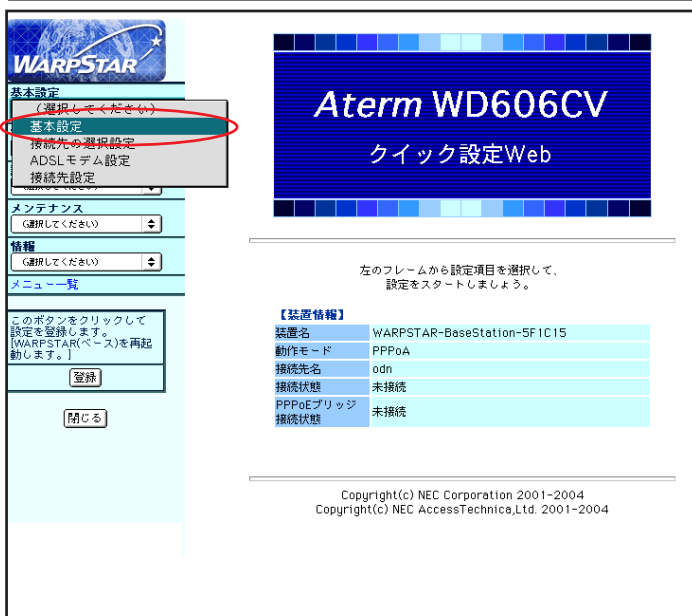 WARPSTAR
基本設定
(選択してください)
基本設定
接続先の選択設定
ADSLモデム設定
接続先設定
メンテナンス
(選択してください)
情報
(選択してください)
メニュー一覧
このボタンをクリックして
設定を登録します。
[WARPSTAR(ベース)を再起
動します。]
登録
閉じる
Aterm WD606CV
クイック設定Web
左のフレームから設定項目を選択して、
設定をスタートしましょう。
【装置情報】
装置名 WARPSTAR-BaseStation-5F1C15
動作モード PPPoA
接続先名 odn
接続状態 未接続
PPPoEブリッジ
接続状態 未接続
Copyright(c) NEC Corporation 2001-2004
Copyright(c) NEC AccessTechnica,Ltd. 2001-2004